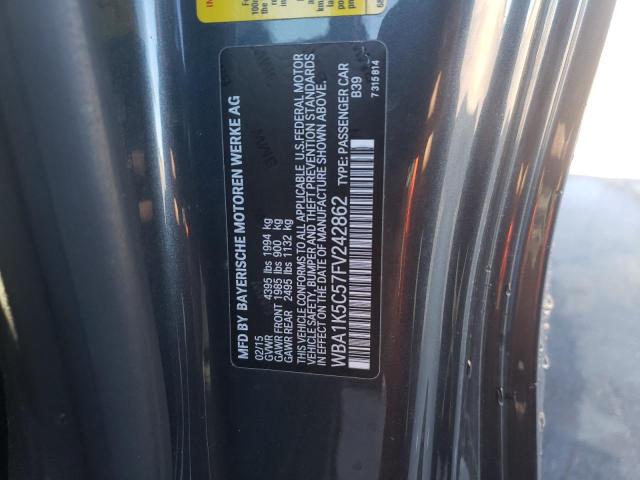 MFD BY BAYERISCHE MOTOREN WERKE AG
02/15
GVWR 4395 lbs 1994 kg
GAWR FRONT 1985 lbs 900 kg
GAWR REAR 2495 lbs 1132 kg
THIS VEHICLE CONFORMS TO ALL APPLICABLE U.S.FEDERAL MOTOR
VEHICLE SAFETY, BUMPER AND THEFT PREVENTION STANDARDS
IN EFFECT ON THE DATE OF MANUFACTURE SHOWN ABOVE.
WBA1K5C57FV242862 TYPE: PASSENGER CAR
B39
7315814